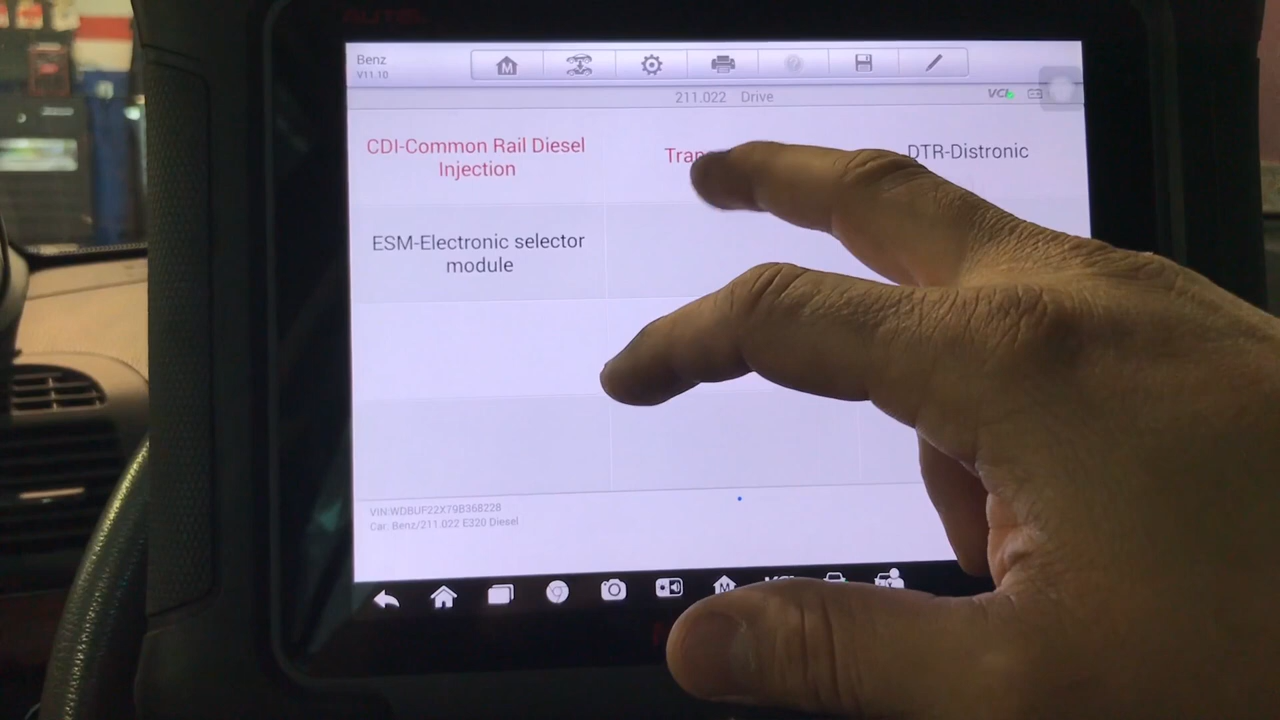 AUTEL
Benz
V11.10
211.022 Drive
VCI
CDI-Common Rail Diesel
Injection
DTR-Distronic
ESM-Electronic selector
module
VIN:WDBUF22X79B368228
Car: Benz/211.022 E320 Diesel